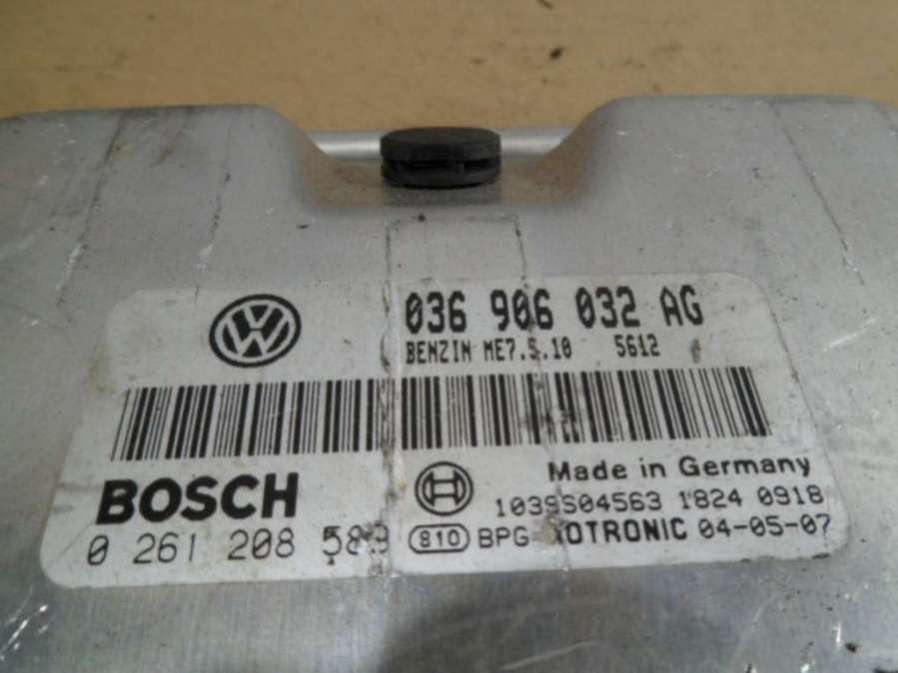 036 906 032 AG
BENZIN ME7.5.10 5612
BOSCH
Made in Germany
1039S04563 1824 0918
0 261 208
810 BPG 04-05-07